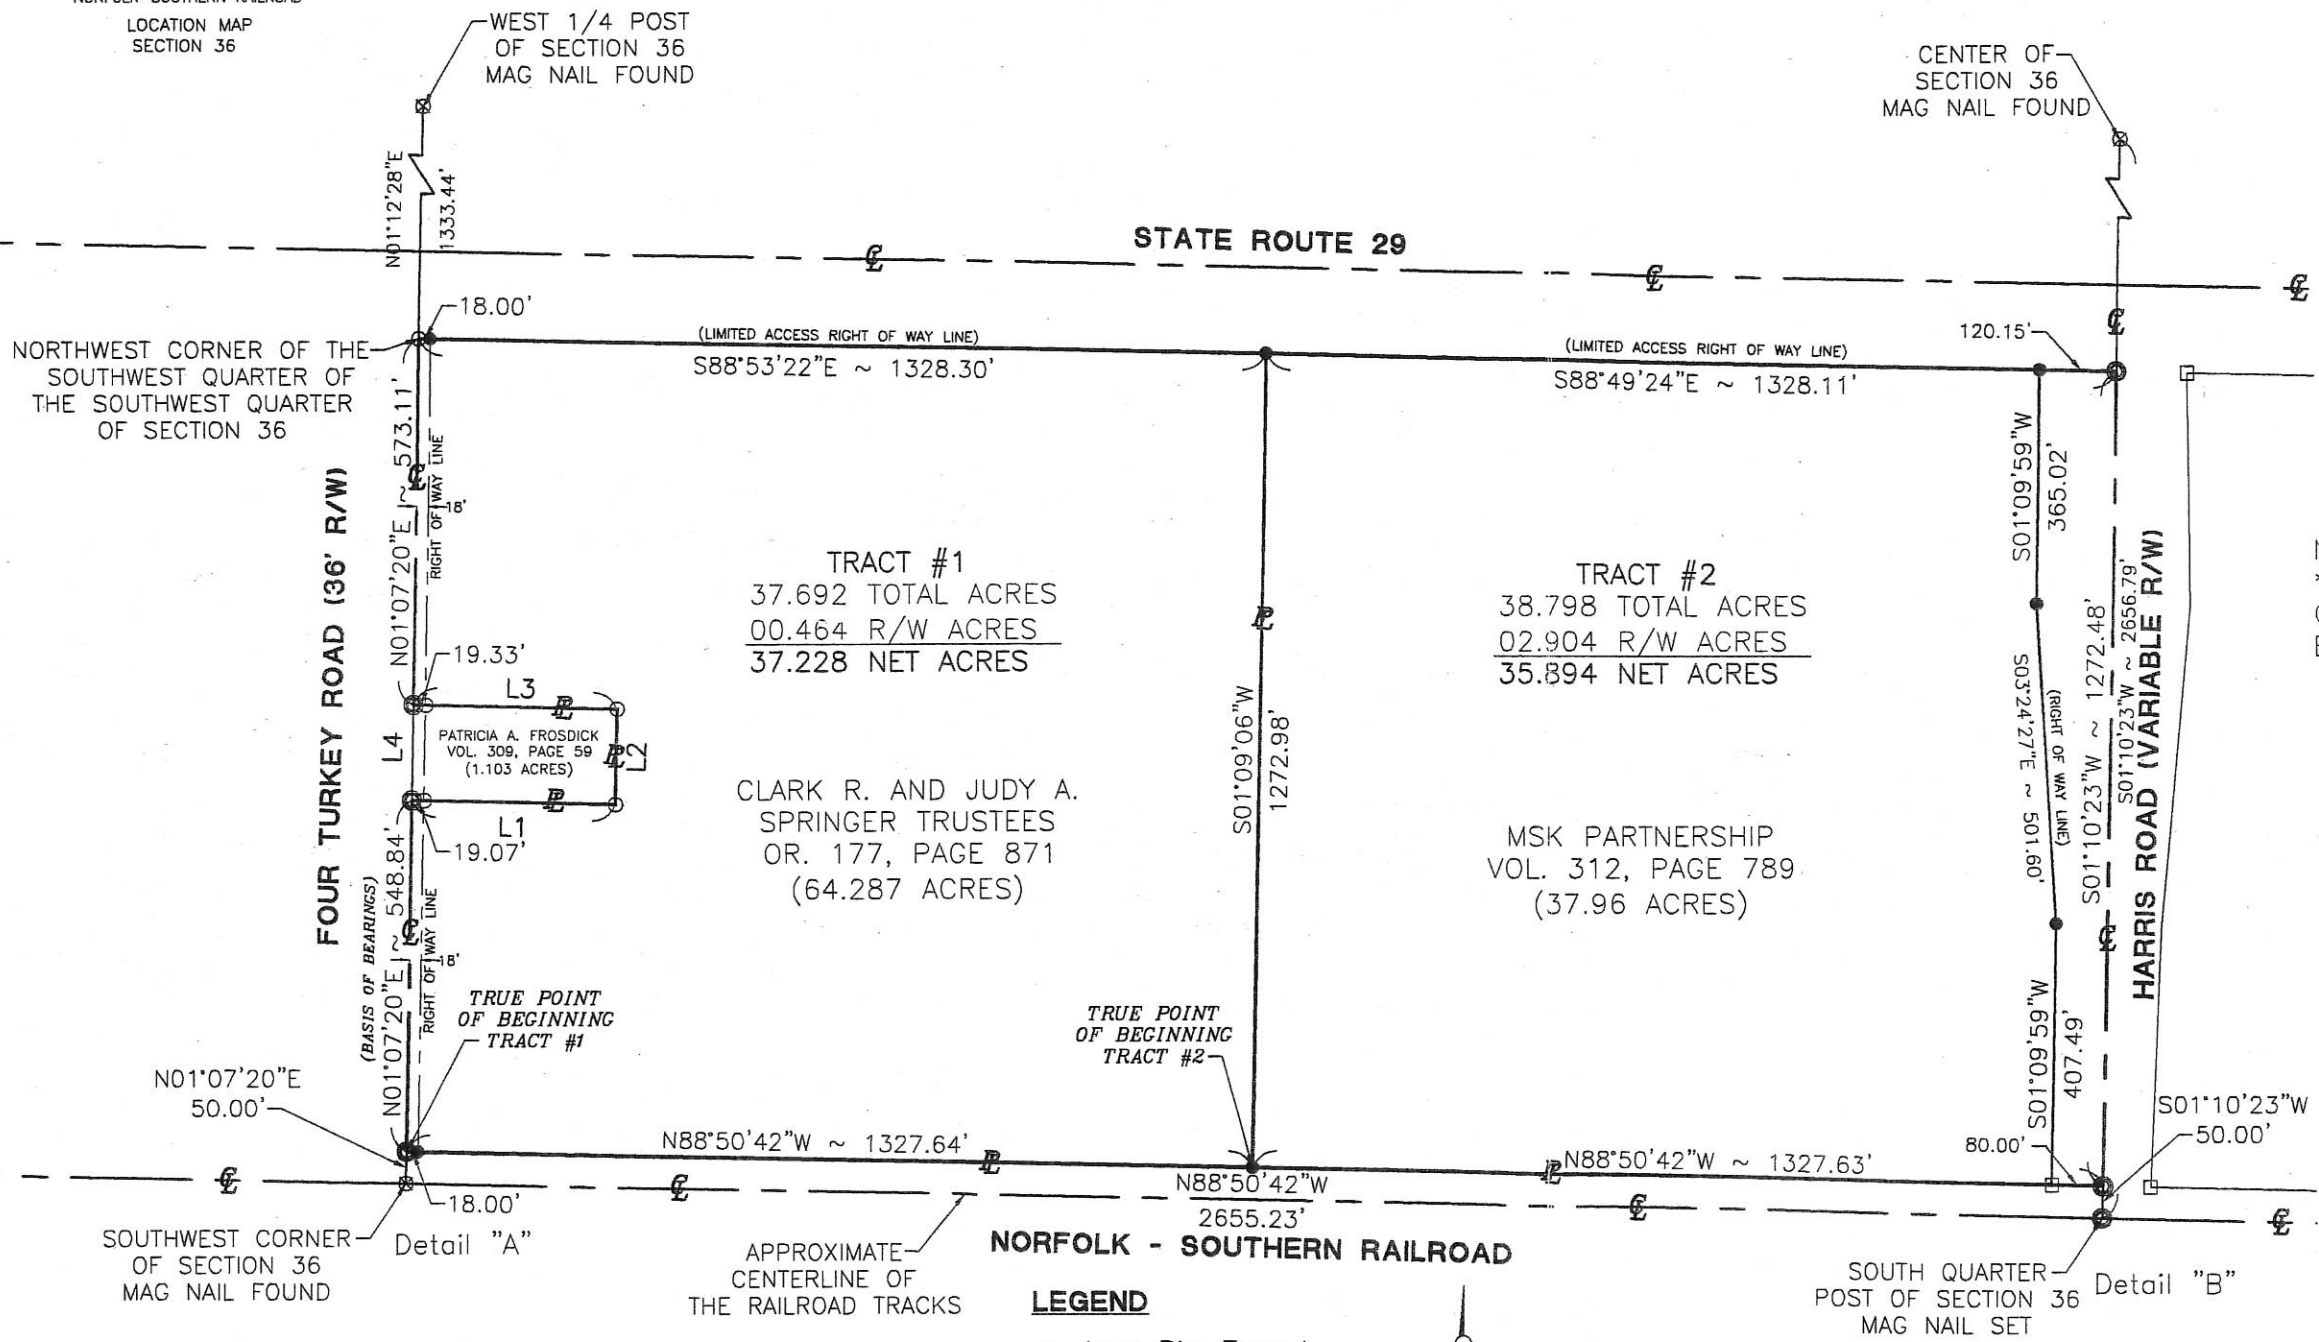 LOCATION MAP
SECTION 36
WEST 1/4 POST
OF SECTION 36
MAG NAIL FOUND
CENTER OF
SECTION 36
MAG NAIL FOUND
N01°12'28"E
1333.44'
STATE ROUTE 29
18.00'
NORTHWEST CORNER OF THE
SOUTHWEST QUARTER OF
THE SOUTHWEST QUARTER
OF SECTION 36
(LIMITED ACCESS RIGHT OF WAY LINE)
S88°53'22"E ~ 1328.30'
(LIMITED ACCESS RIGHT OF WAY LINE)
S88°49'24"E ~ 1328.11'
120.15'
FOUR TURKEY ROAD (36' R/W)
N01°07'20"E ~ 573.11'
RIGHT OF WAY LINE
18'
TRACT #1
37.692 TOTAL ACRES
00.464 R/W ACRES
37.228 NET ACRES
TRACT #2
38.798 TOTAL ACRES
02.904 R/W ACRES
35.894 NET ACRES
S01°09'59"W
365.02'
19.33'
L3
L4
PATRICIA A. FROSDICK
VOL. 309, PAGE 59
(1.103 ACRES)
L2
L1
19.07'
CLARK R. AND JUDY A.
SPRINGER TRUSTEES
OR. 177, PAGE 871
(64.287 ACRES)
S01°09'06"W
1272.98'
MSK PARTNERSHIP
VOL. 312, PAGE 789
(37.96 ACRES)
S03°24'27"E ~ 501.60'
(RIGHT OF WAY LINE)
S01°10'23"W ~ 1272.48'
S01°10'23"W ~ 2656.79'
HARRIS ROAD (VARIABLE R/W)
(BASIS OF BEARINGS)
N01°07'20"E ~ 548.84'
RIGHT OF WAY LINE
18'
TRUE POINT
OF BEGINNING
TRACT #1
TRUE POINT
OF BEGINNING
TRACT #2
S01°09'59"W
407.49'
N01°07'20"E
50.00'
S01°10'23"W
50.00'
80.00'
N88°50'42"W ~ 1327.64'
N88°50'42"W ~ 1327.63'
N88°50'42"W
2655.23'
18.00'
SOUTHWEST CORNER
OF SECTION 36
MAG NAIL FOUND
Detail "A"
APPROXIMATE
CENTERLINE OF
THE RAILROAD TRACKS
NORFOLK - SOUTHERN RAILROAD
LEGEND
SOUTH QUARTER
POST OF SECTION 36
MAG NAIL SET
Detail "B"